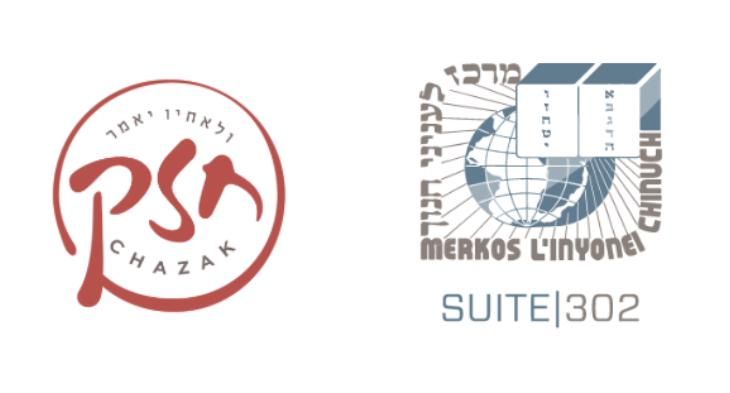 ולאחיו יאמר
חזק
CHAZAK
מרכז
לעניני חנוך
א ב ג ד ה
ו ז ח ט י
MERKOS L'INYONEI CHINUCH
SUITE|302